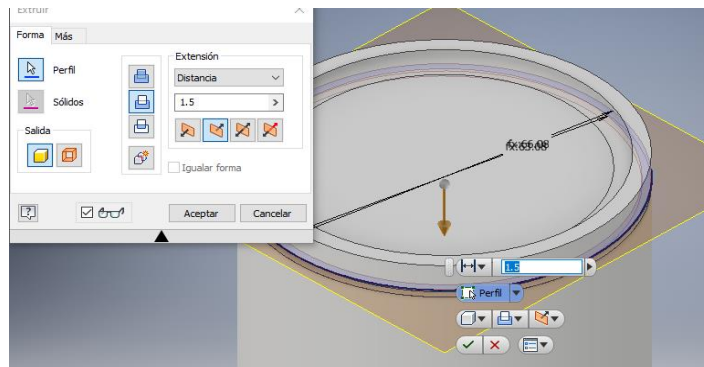 Extruir
Forma Más
Perfil
Sólidos
Salida
Extensión
Distancia
1.5
Igualar forma
Aceptar
Cancelar
1.5
Perfil